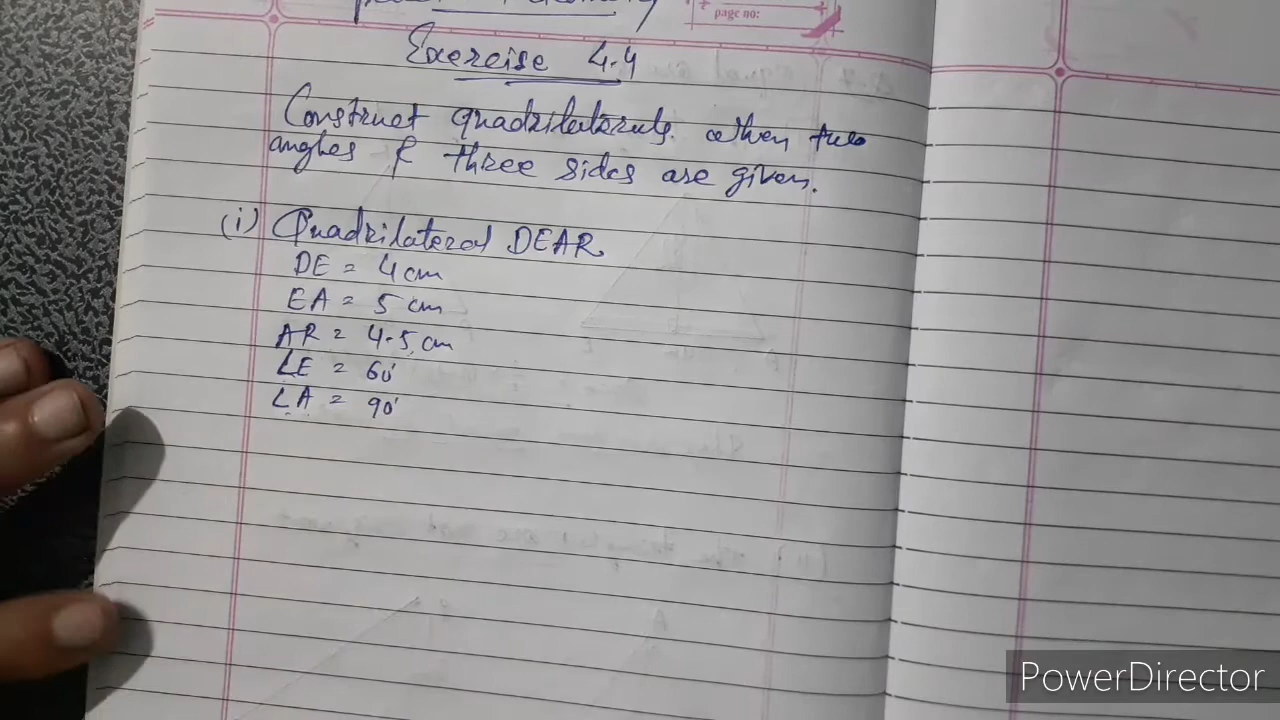 page no:
Exercise 4.4
Construct quadrilaterals when two
angles & three sides are given.
(i) Quadrilateral DEAR
DE = 4 cm
EA = 5 cm
AR = 4.5 cm
∠E = 60°
∠A = 90°
PowerDirector